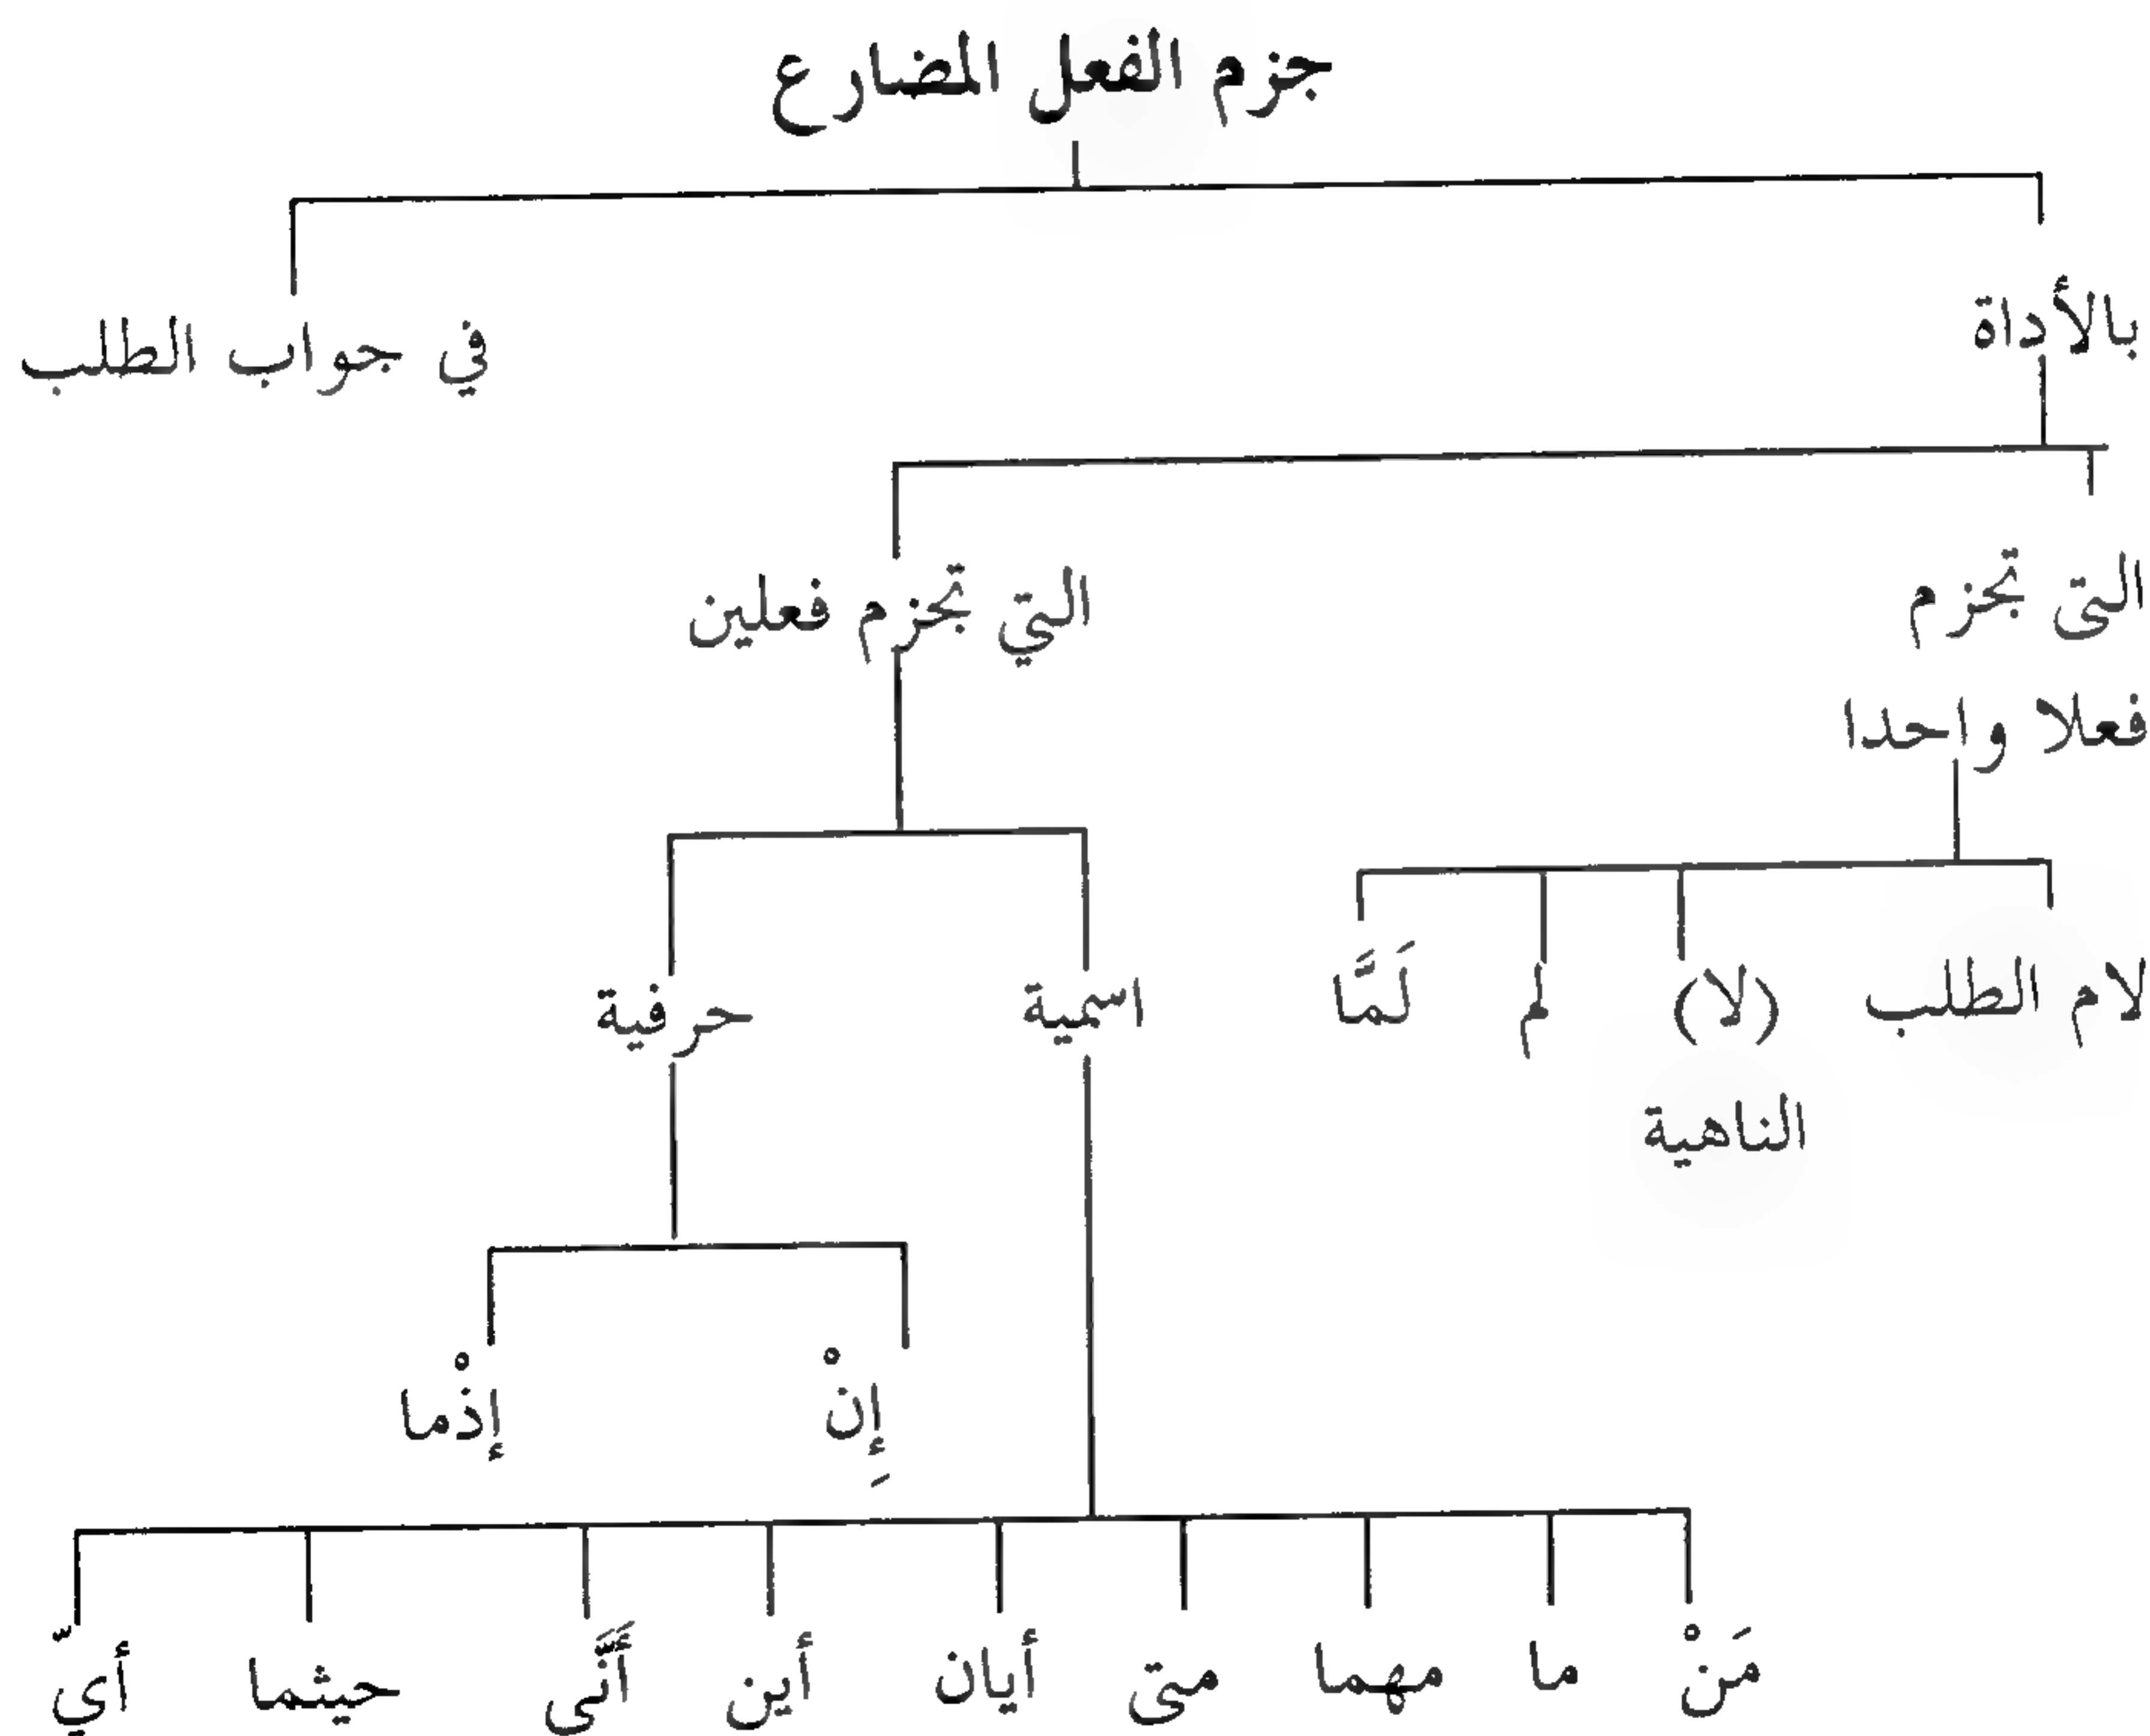 جزم الفعل المضارع
بالأداة
في جواب الطلب
التى تجزم
فعلا واحدا
التي تجزم فعلين
لام الطلب
(لا)
الناهية
لم
لَمَّا
اسمية
حرفية
إِنْ
إذْما
مَنْ
ما
مهما
متى
أيان
أين
أَنَّى
حيثما
أيّ